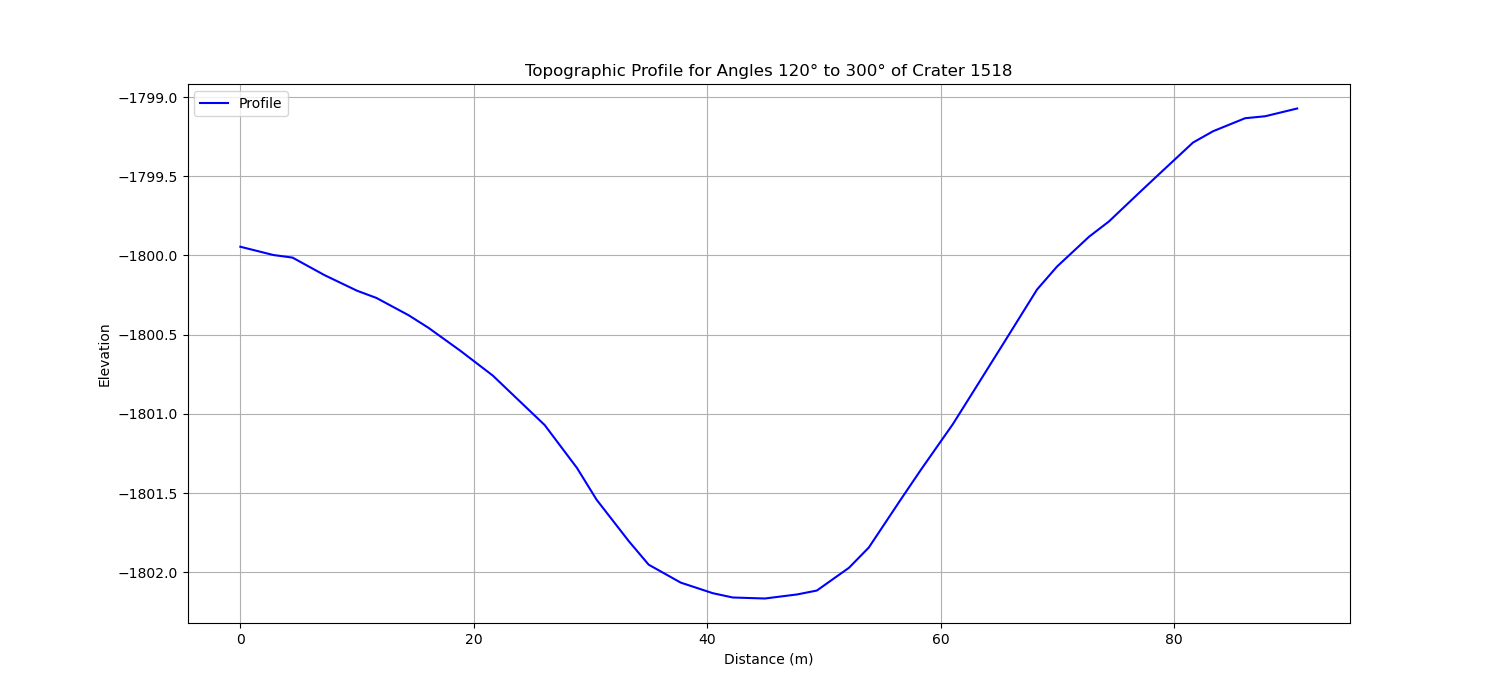 Topographic Profile for Angles 120° to 300° of Crater 1518
Profile
−1799.0
−1799.5
−1800.0
−1800.5
−1801.0
−1801.5
−1802.0
Elevation
0 20 40 60 80
Distance (m)